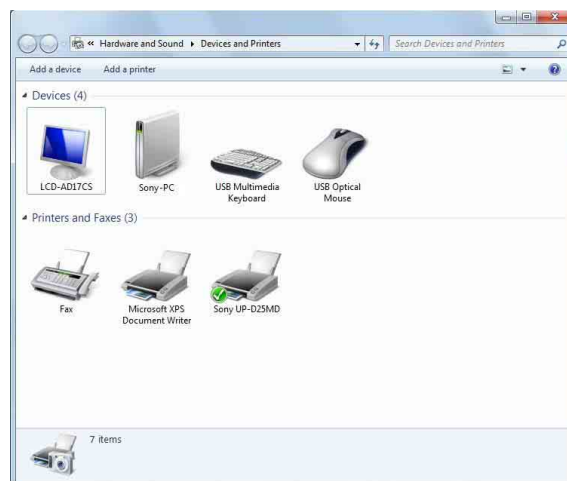 « Hardware and Sound ▸ Devices and Printers
Search Devices and Printers
Add a device Add a printer
Devices (4)
LCD-AD17CS
Sony-PC
USB Multimedia
Keyboard
USB Optical
Mouse
Printers and Faxes (3)
Fax
Microsoft XPS
Document Writer
Sony UP-D25MD
7 items